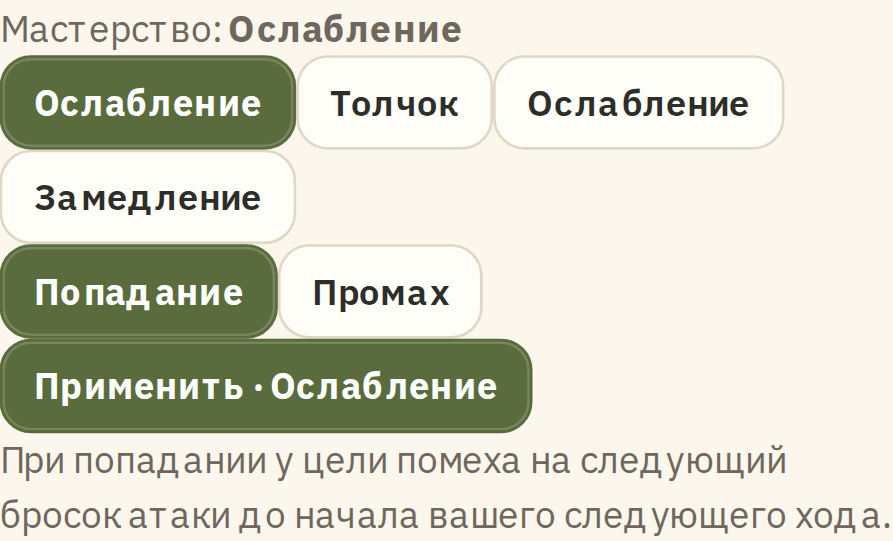 Мастерство: Ослабление
Ослабление Толчок Ослабление
Замедление
Попадание Промах
Применить · Ослабление
При попадании у цели помеха на следующий
бросок атаки до начала вашего следующего хода.